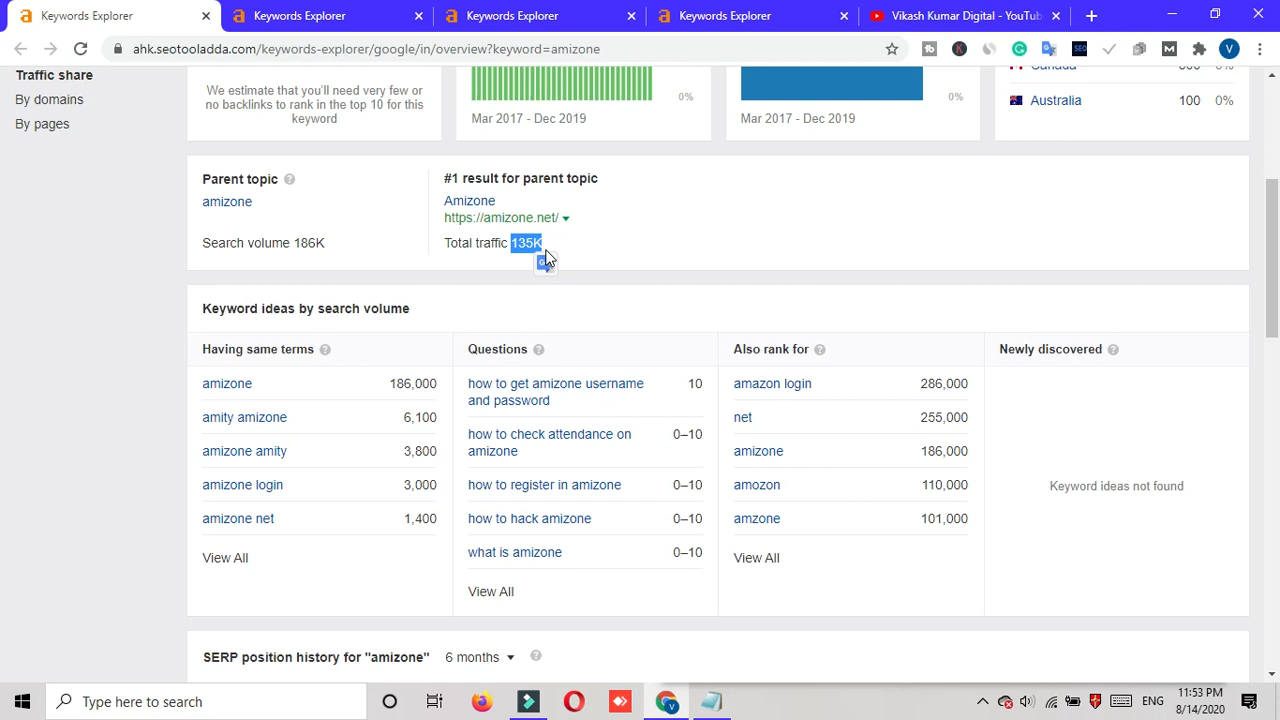 Keywords Explorer
Keywords Explorer
Keywords Explorer
Keywords Explorer
Vikash Kumar Digital - YouTube
ahk.seotooladda.com/keywords-explorer/google/in/overview?keyword=amizone
Traffic share
By domains
By pages
We estimate that you'll need very few or
no backlinks to rank in the top 10 for this
keyword
0%
Mar 2017 - Dec 2019
0%
Mar 2017 - Dec 2019
Canada 0%
Australia 100 0%
Parent topic
amizone
Search volume 186K
#1 result for parent topic
Amizone
https://amizone.net/
Total traffic 135K
Keyword ideas by search volume
Having same terms
amizone 186,000
amity amizone 6,100
amizone amity 3,800
amizone login 3,000
amizone net 1,400
View All
Questions
how to get amizone username 10
and password
how to check attendance on 0–10
amizone
how to register in amizone 0–10
how to hack amizone 0–10
what is amizone 0–10
View All
Also rank for
amazon login 286,000
net 255,000
amizone 186,000
amozon 110,000
amzone 101,000
View All
Newly discovered
Keyword ideas not found
SERP position history for "amizone" 6 months
Type here to search
ENG
11:53 PM
8/14/2020